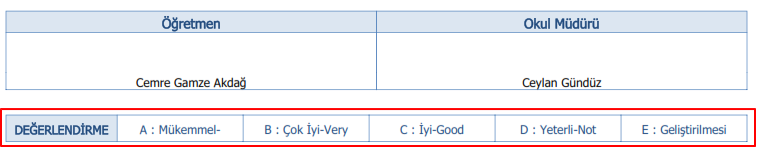 Öğretmen Okul Müdürü
Cemre Gamze Akdağ Ceylan Gündüz
DEĞERLENDİRME A : Mükemmel- B : Çok İyi-Very C : İyi-Good D : Yeterli-Not E : Geliştirilmesi